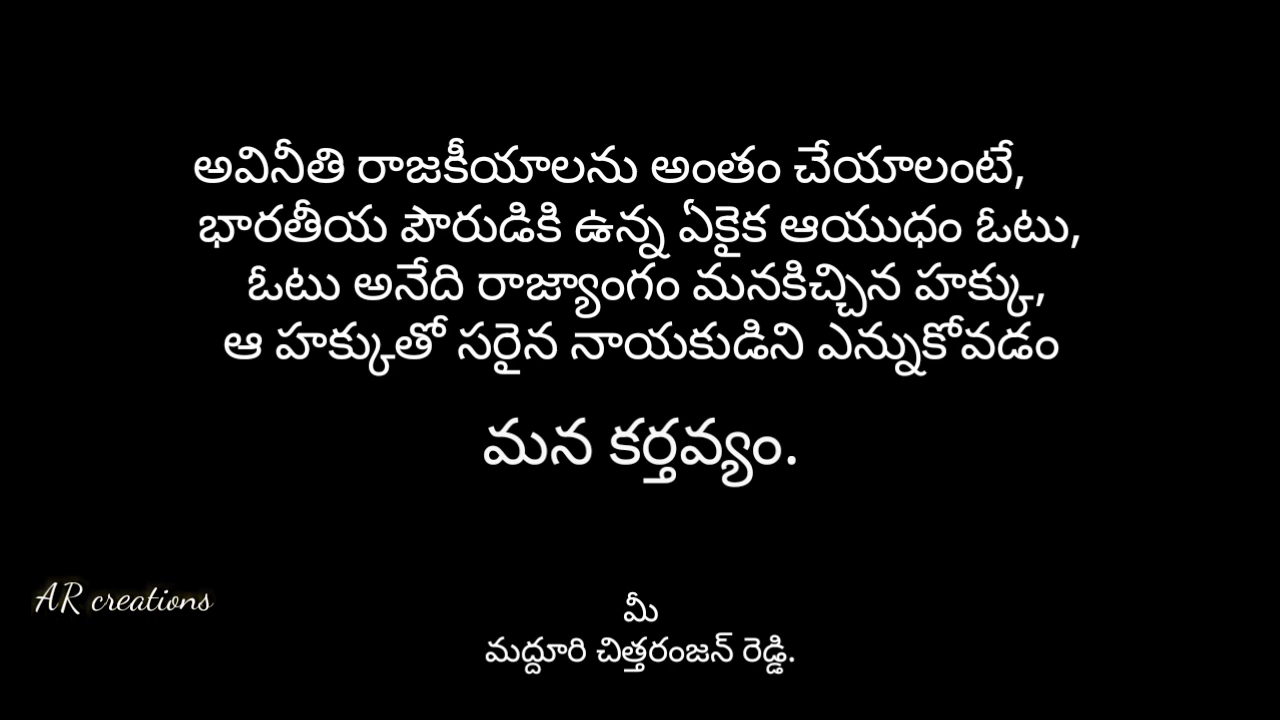 అవినీతి రాజకీయాలను అంతం చేయాలంటే,
భారతీయ పౌరుడికి ఉన్న ఏకైక ఆయుధం ఓటు,
ఓటు అనేది రాజ్యాంగం మనకిచ్చిన హక్కు,
ఆ హక్కుతో సరైన నాయకుడిని ఎన్నుకోవడం
మన కర్తవ్యం.
AR creations
మీ
మద్దూరి చిత్తరంజన్ రెడ్డి.